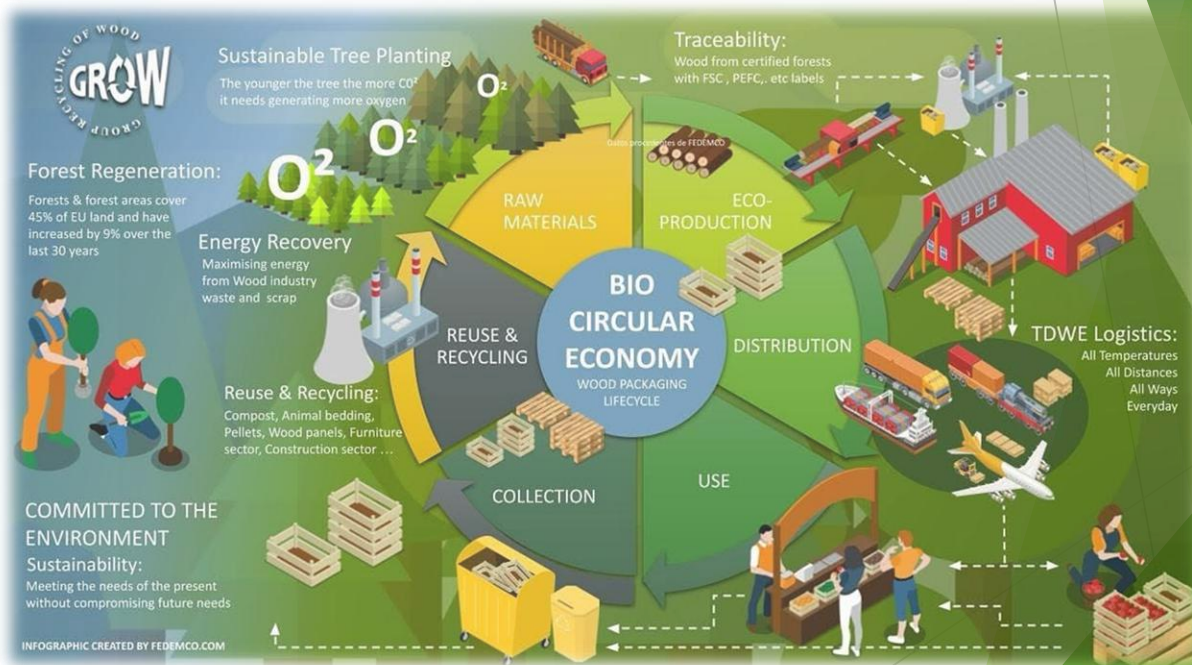 GROUP RECYCLING OF WOOD
GROW
Sustainable Tree Planting
The younger the tree the more CO²
it needs generating more oxygen
O²
O²
O²
Traceability:
Wood from certified forests
with FSC , PEFC,. etc labels
Forest Regeneration:
Forests & forest areas cover
45% of EU land and have
increased by 9% over the
last 30 years
Energy Recovery
Maximising energy
from Wood industry
waste and scrap
Reuse & Recycling:
Compost, Animal bedding,
Pellets, Wood panels, Furniture
sector, Construction sector ...
COMMITTED TO THE
ENVIRONMENT
Sustainability:
Meeting the needs of the present
without compromising future needs
INFOGRAPHIC CREATED BY FEDEMCO.COM
RAW
MATERIALS
Datos procedentes de FEDEMCO
ECO-
PRODUCTION
DISTRIBUTION
USE
COLLECTION
REUSE &
RECYCLING
BIO
CIRCULAR
ECONOMY
WOOD PACKAGING
LIFECYCLE
TDWE Logistics:
All Temperatures
All Distances
All Ways
Everyday